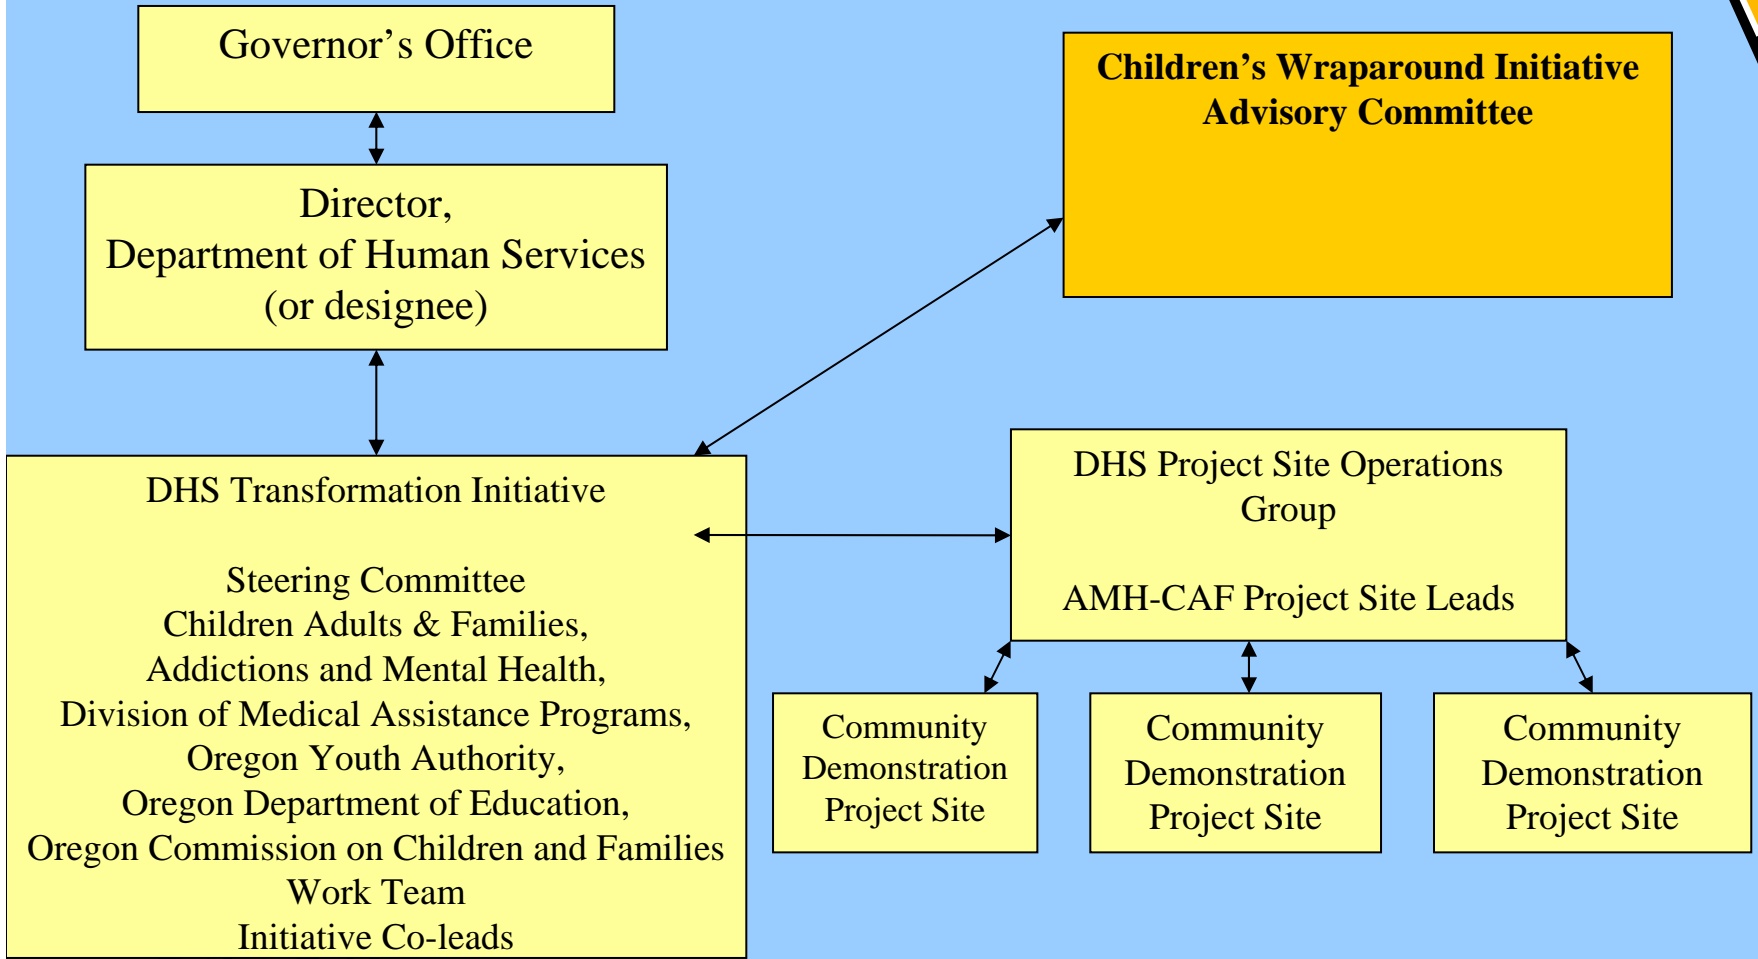 Governor’s Office
Children’s Wraparound Initiative
Advisory Committee
Director,
Department of Human Services
(or designee)
DHS Transformation Initiative
Steering Committee
Children Adults & Families,
Addictions and Mental Health,
Division of Medical Assistance Programs,
Oregon Youth Authority,
Oregon Department of Education,
Oregon Commission on Children and Families
Work Team
Initiative Co-leads
DHS Project Site Operations
Group
AMH-CAF Project Site Leads
Community
Demonstration
Project Site
Community
Demonstration
Project Site
Community
Demonstration
Project Site